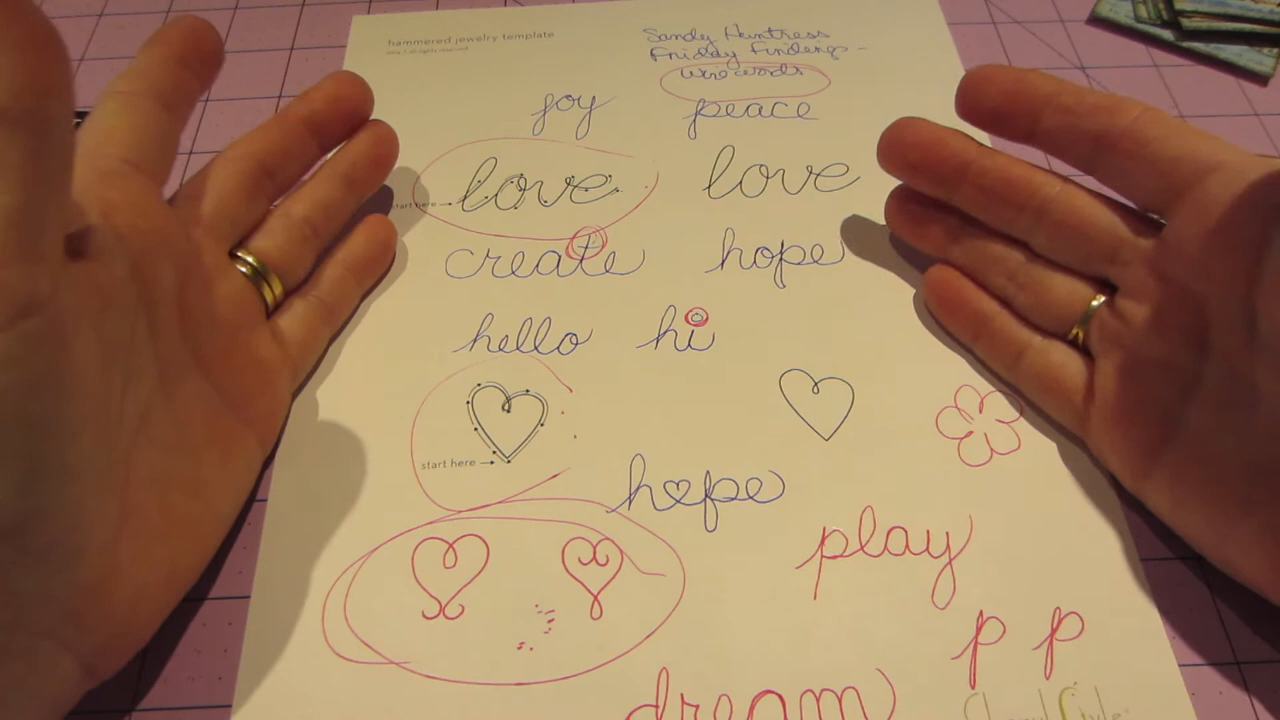 hammered jewelry template
Sandy Huntress
Friday Findings -
wire words
joy peace
love love
start here
create hope
hello hi
start here
hope
play
p p
dream